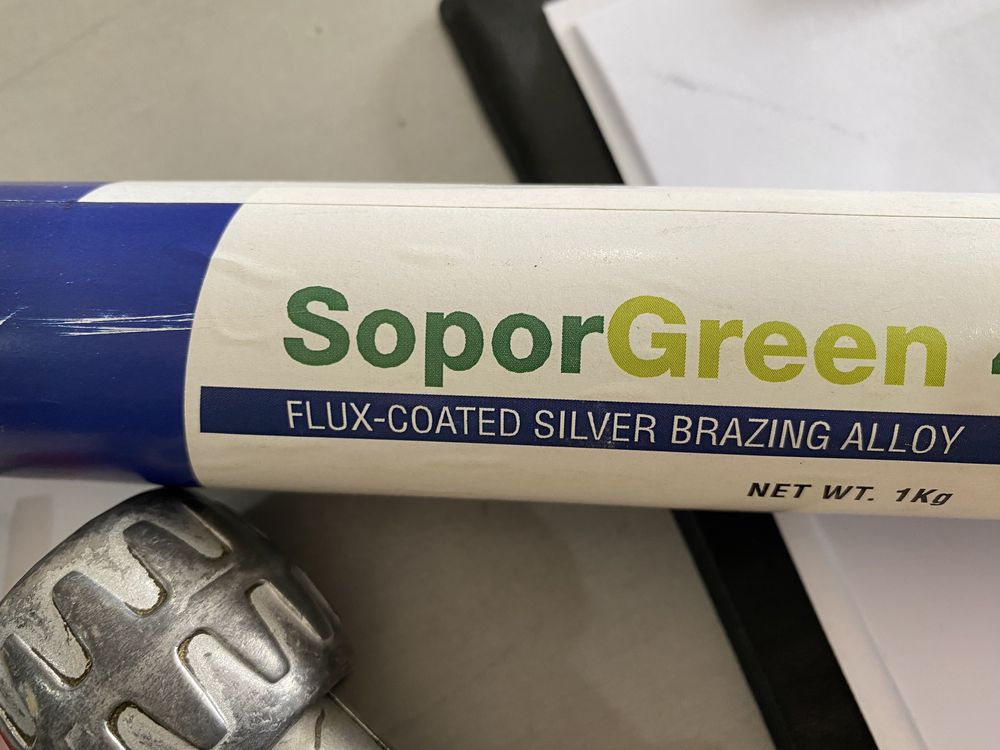 SoporGreen
FLUX-COATED SILVER BRAZING ALLOY
NET WT. 1Kg